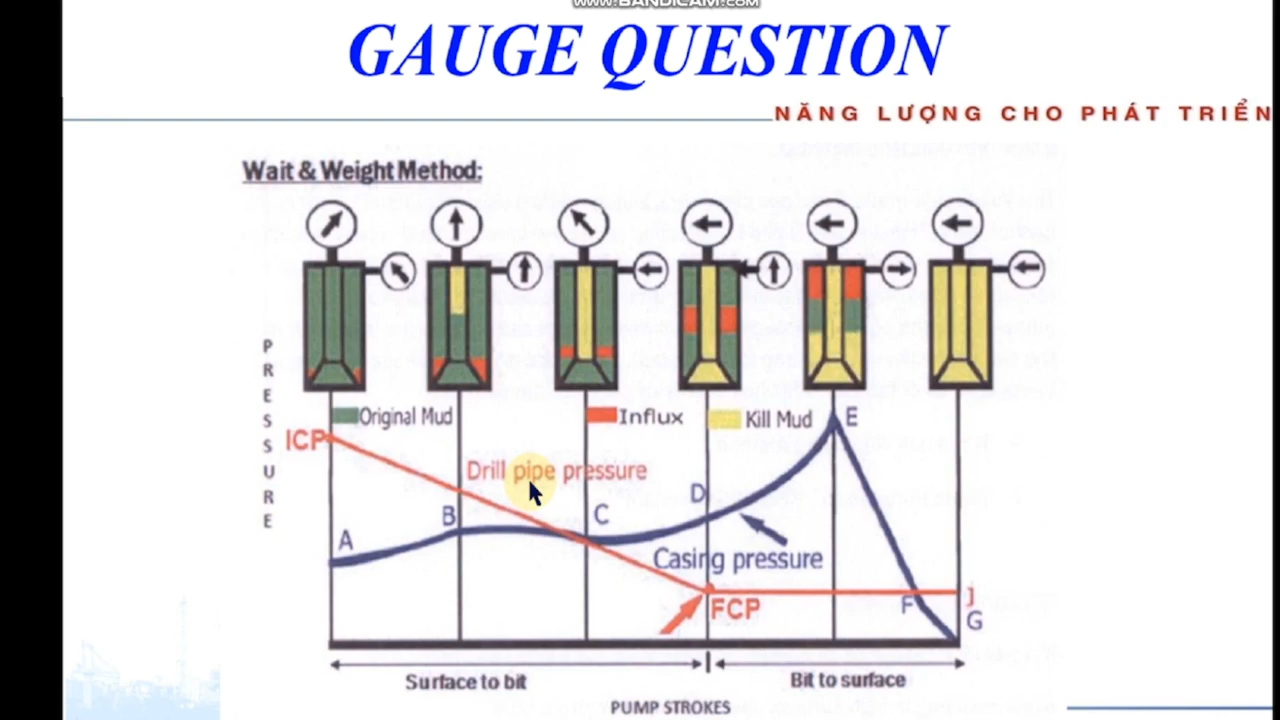 www.BANDICAM.com
GAUGE QUESTION
NĂNG LƯỢNG CHO PHÁT TRIỂN
Wait & Weight Method:
PRESSURE
Original Mud
Influx
Kill Mud
ICP
E
Drill pipe pressure
D
B
C
A
Casing pressure
J
FCP
F
G
Surface to bit
Bit to surface
PUMP STROKES